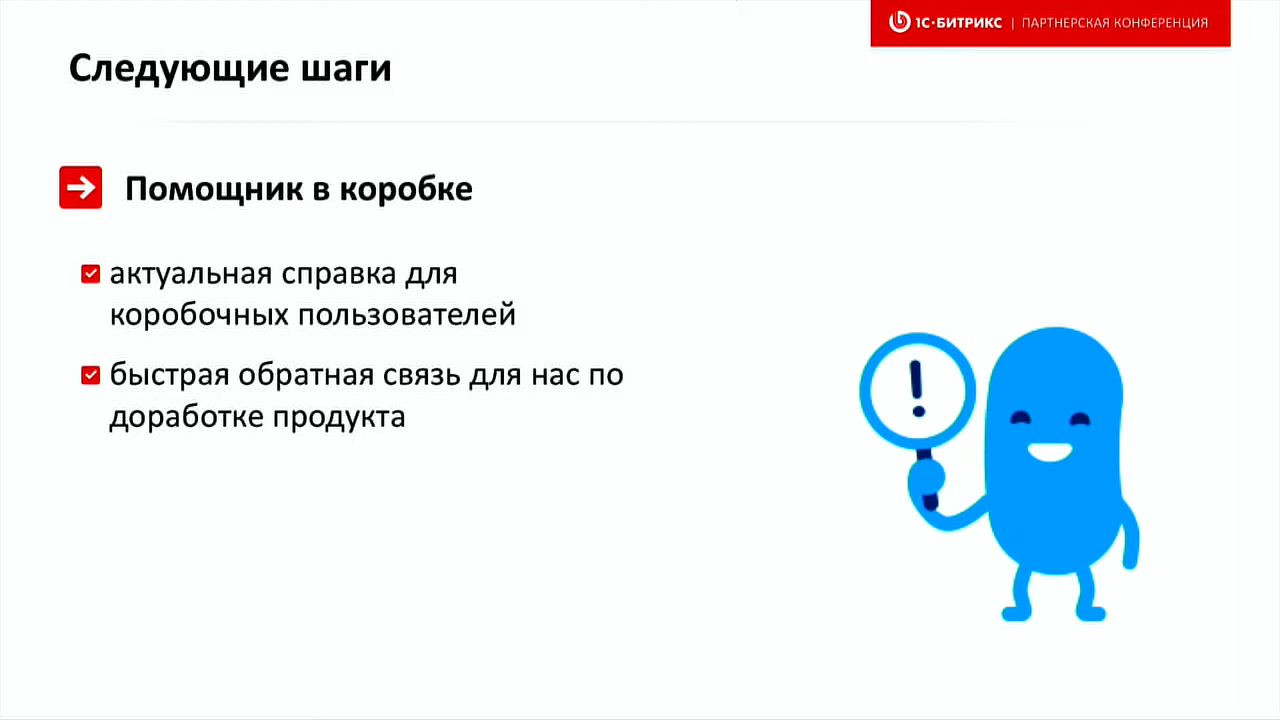 1С-БИТРИКС | ПАРТНЕРСКАЯ КОНФЕРЕНЦИЯ
Следующие шаги
Помощник в коробке
актуальная справка для
коробочных пользователей
быстрая обратная связь для нас по
доработке продукта
!